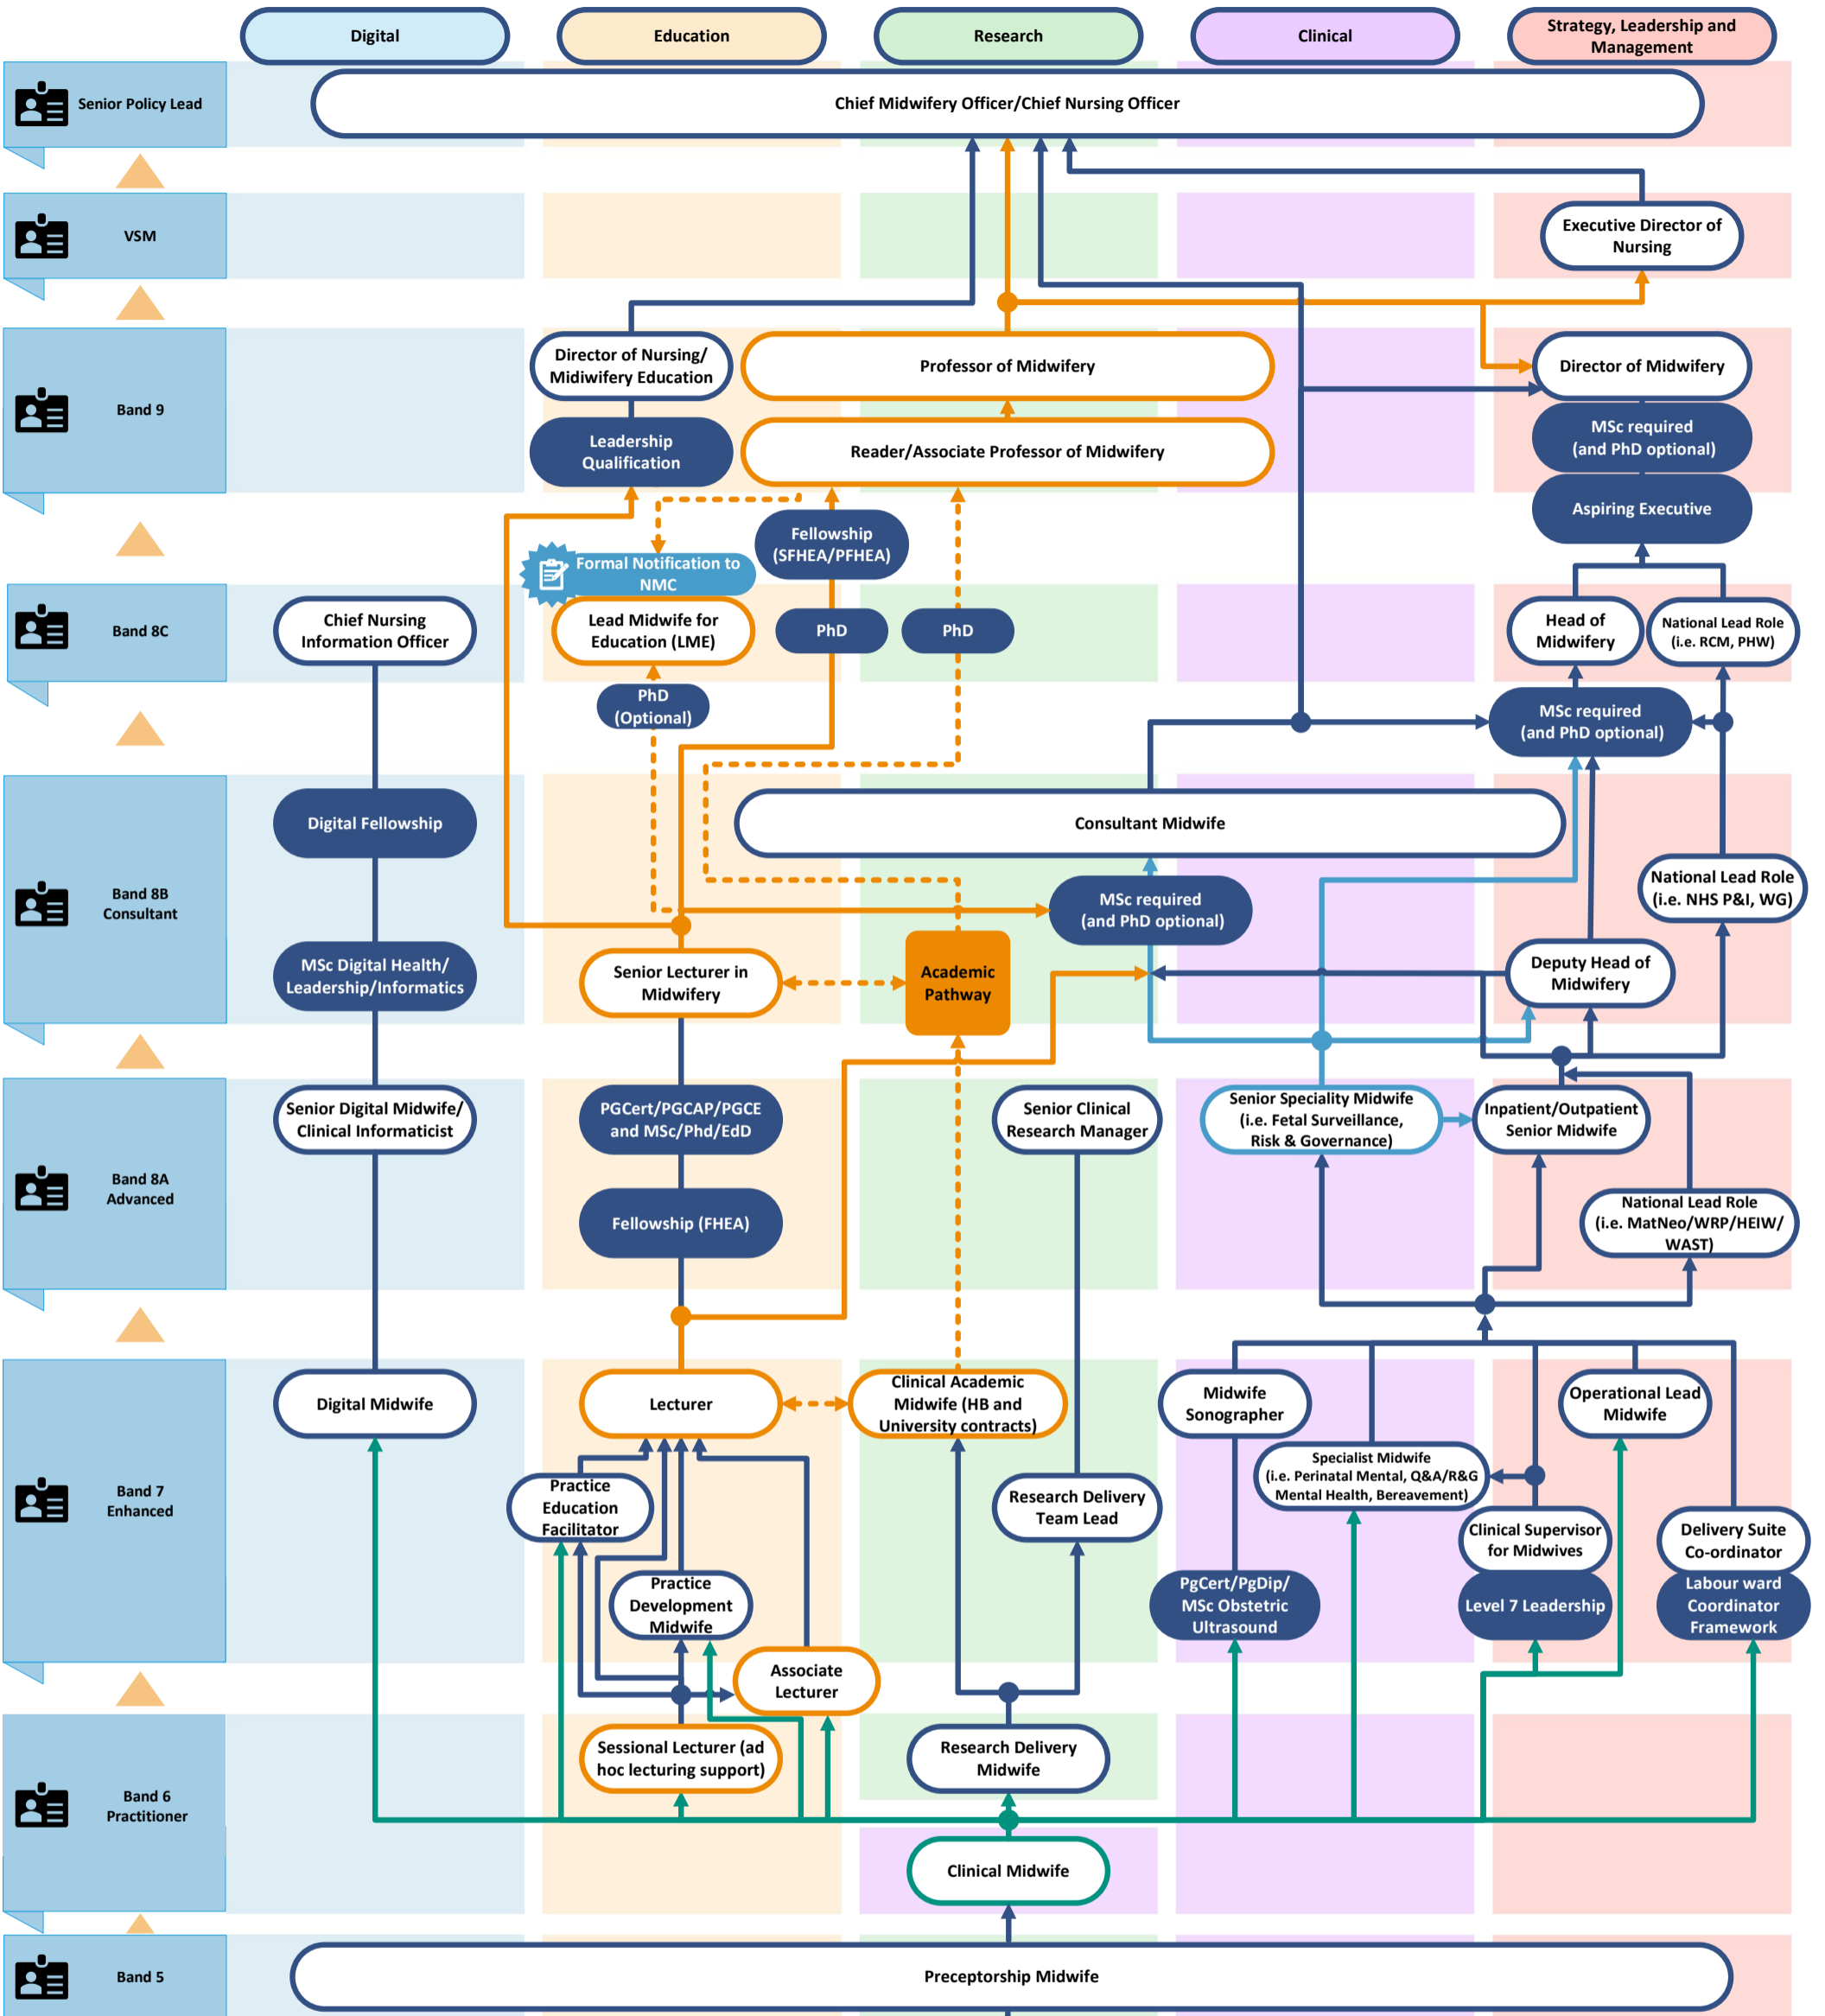 Digital
Education
Research
Clinical
Strategy, Leadership and
Management
Senior Policy Lead
Chief Midwifery Officer/Chief Nursing Officer
VSM
Executive Director of
Nursing
Band 9
Director of Nursing/
Midiwifery Education
Professor of Midwifery
Director of Midwifery
Leadership
Qualification
Reader/Associate Professor of Midwifery
MSc required
(and PhD optional)
Aspiring Executive
Fellowship
(SFHEA/PFHEA)
Formal Notification to
NMC
Band 8C
Chief Nursing
Information Officer
Lead Midwife for
Education (LME)
PhD
PhD
Head of
Midwifery
National Lead Role
(i.e. RCM, PHW)
PhD
(Optional)
MSc required
(and PhD optional)
Band 8B
Consultant
Digital Fellowship
Consultant Midwife
National Lead Role
(i.e. NHS P&I, WG)
MSc required
(and PhD optional)
MSc Digital Health/
Leadership/Informatics
Senior Lecturer in
Midwifery
Academic
Pathway
Deputy Head of
Midwifery
Band 8A
Advanced
Senior Digital Midwife/
Clinical Informaticist
PGCert/PGCAP/PGCE
and MSc/Phd/EdD
Senior Clinical
Research Manager
Senior Speciality Midwife
(i.e. Fetal Surveillance,
Risk & Governance)
Inpatient/Outpatient
Senior Midwife
Fellowship (FHEA)
National Lead Role
(i.e. MatNeo/WRP/HEIW/
WAST)
Band 7
Enhanced
Digital Midwife
Lecturer
Clinical Academic
Midwife (HB and
University contracts)
Midwife
Sonographer
Operational Lead
Midwife
Specialist Midwife
(i.e. Perinatal Mental, Q&A/R&G
Mental Health, Bereavement)
Practice
Education
Facilitator
Research Delivery
Team Lead
Clinical Supervisor
for Midwives
Delivery Suite
Co-ordinator
Practice
Development
Midwife
PgCert/PgDip/
MSc Obstetric
Ultrasound
Level 7 Leadership
Labour ward
Coordinator
Framework
Associate
Lecturer
Band 6
Practitioner
Sessional Lecturer (ad
hoc lecturing support)
Research Delivery
Midwife
Clinical Midwife
Band 5
Preceptorship Midwife